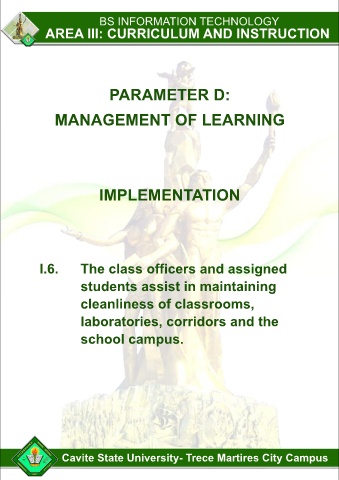 BS INFORMATION TECHNOLOGY
AREA III: CURRICULUM AND INSTRUCTION
PARAMETER D:
MANAGEMENT OF LEARNING
IMPLEMENTATION
I.6. The class officers and assigned
students assist in maintaining
cleanliness of classrooms,
laboratories, corridors and the
school campus.
Cavite State University- Trece Martires City Campus